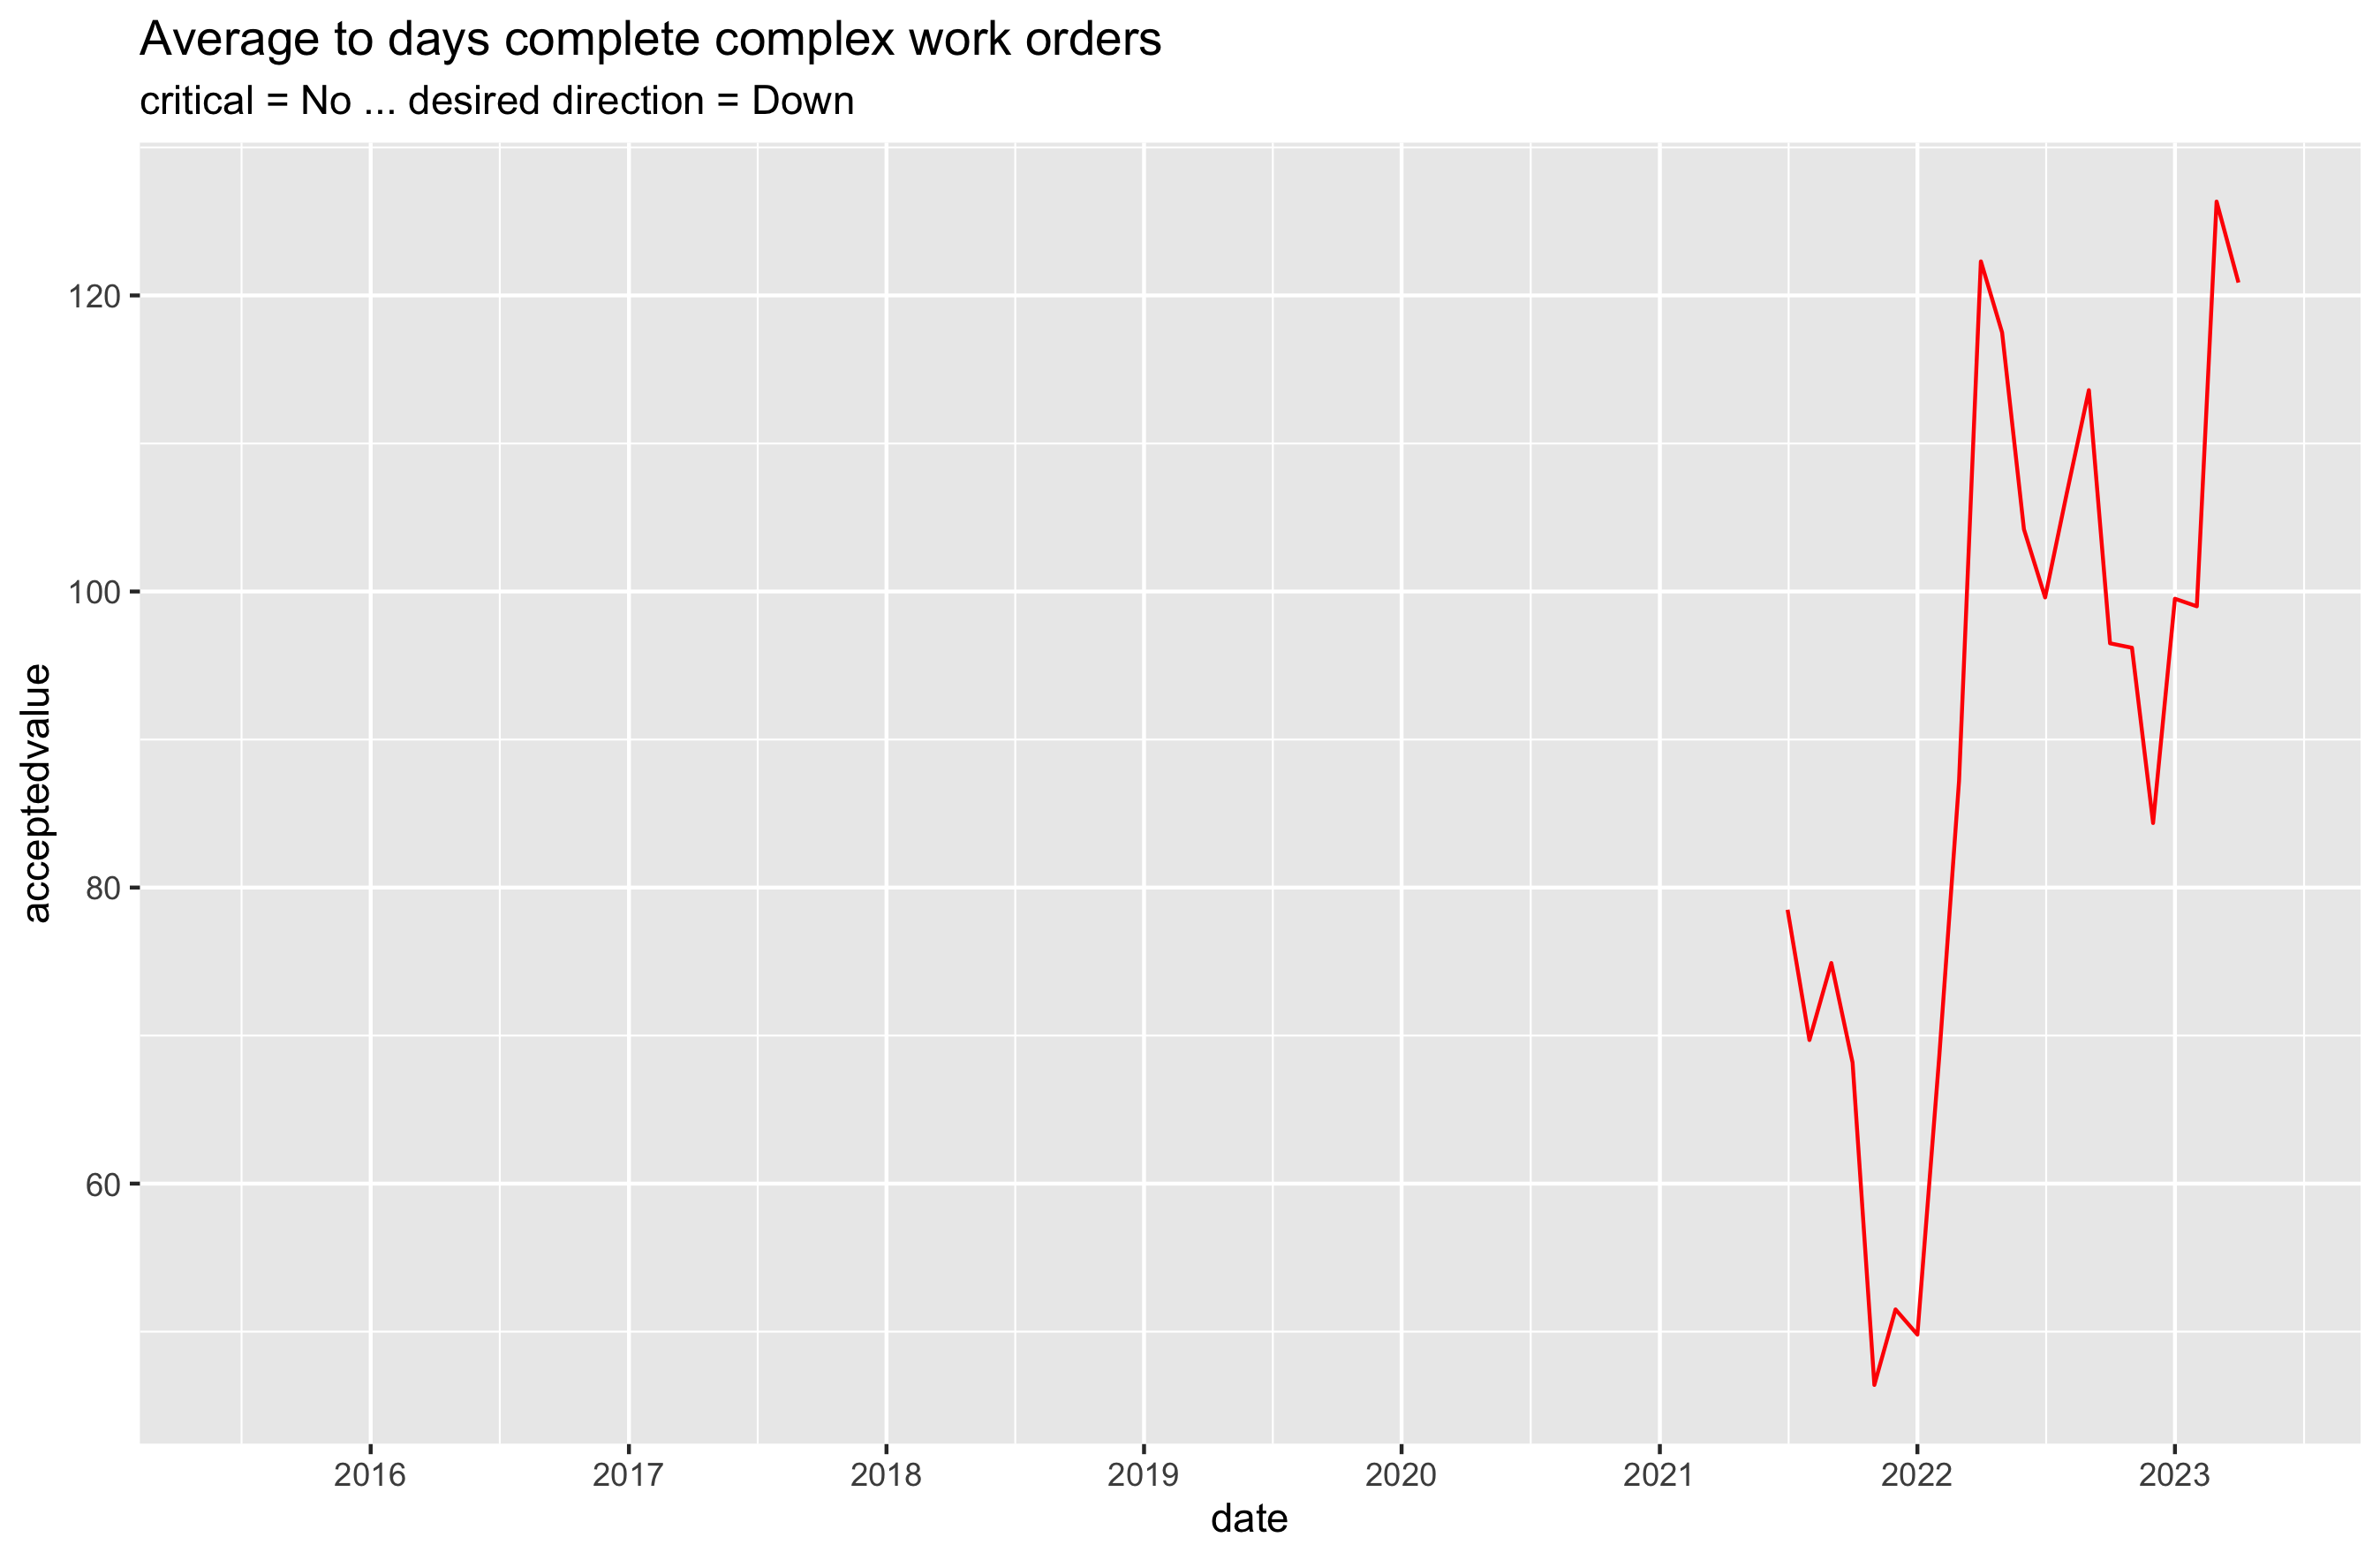 Average to days complete complex work orders
critical = No ... desired direction = Down
acceptedvalue
120
100
80
60
2016 2017 2018 2019 2020 2021 2022 2023
date